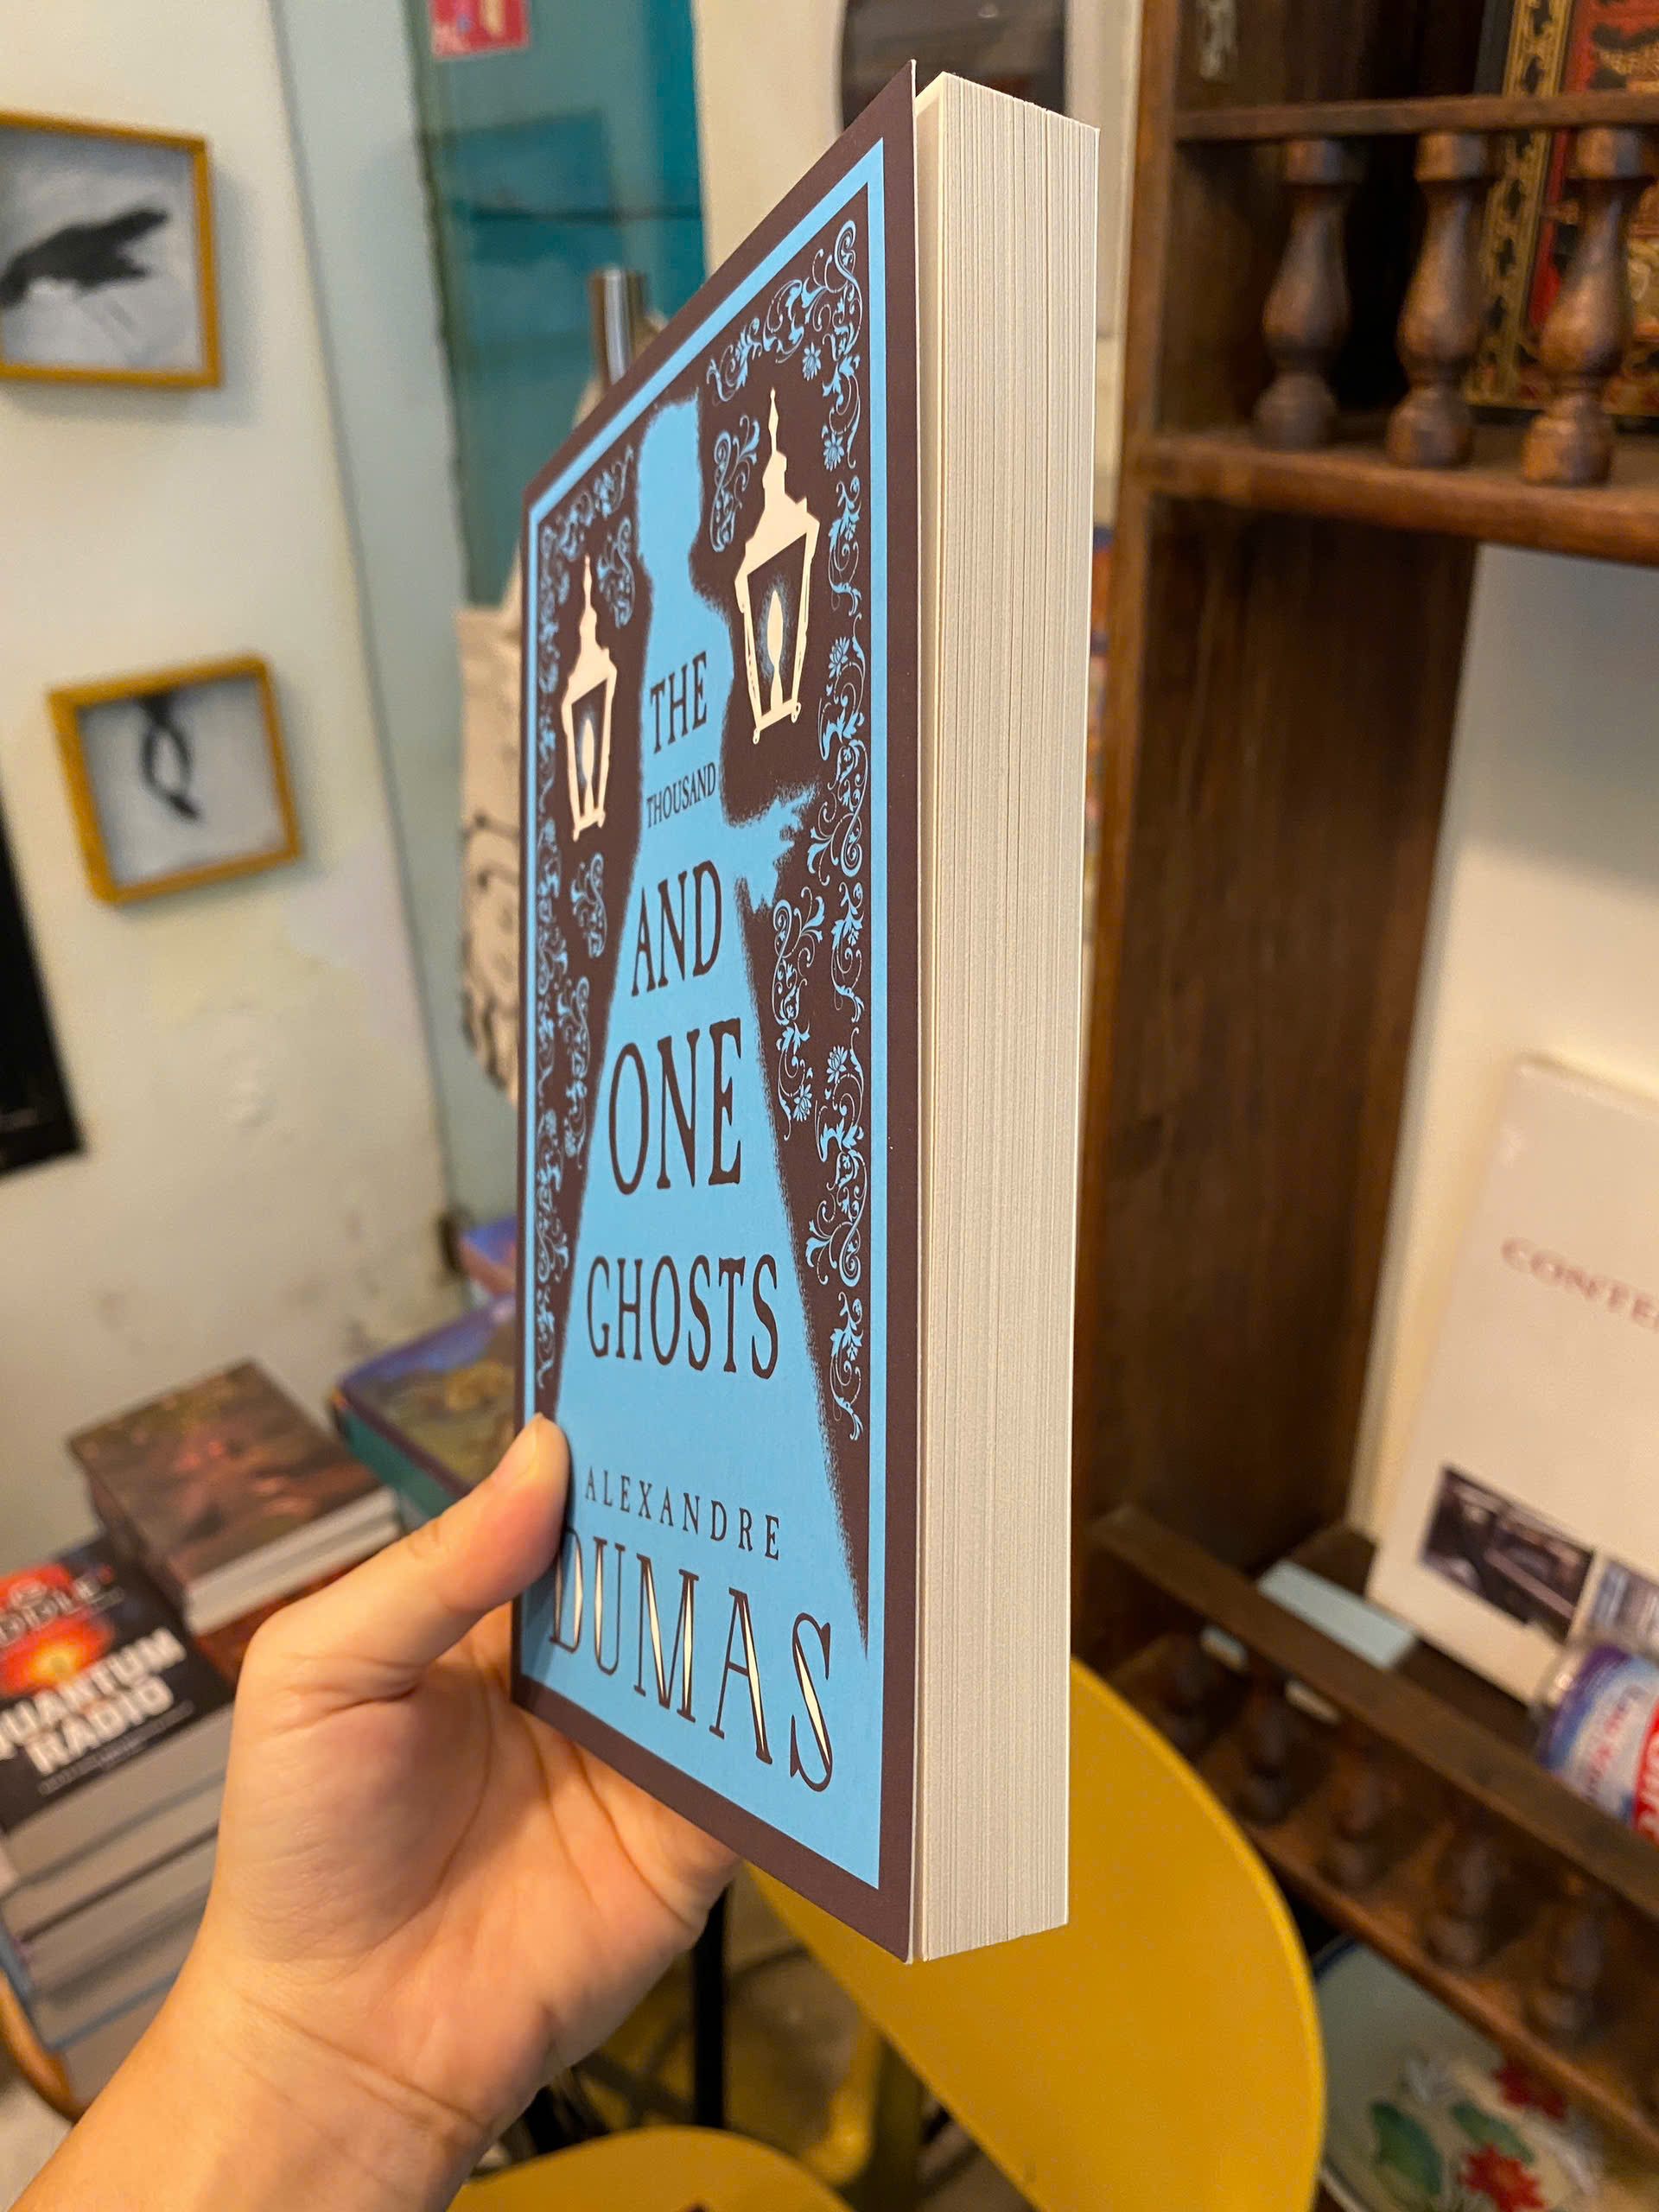 THE
THOUSAND
AND
ONE
GHOSTS
ALEXANDRE
DUMAS
QUANTUM
RADIO